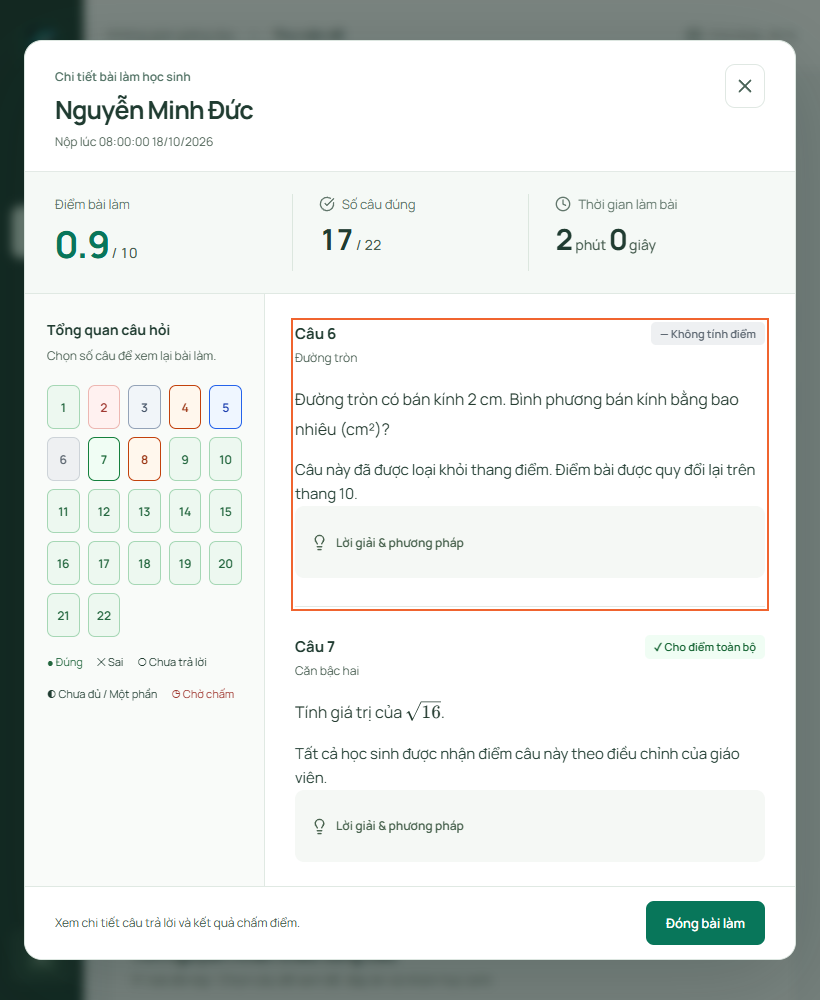 Chi tiết bài làm học sinh
Nguyễn Minh Đức
Nộp lúc 08:00:00 18/10/2026
Điểm bài làm
0.9 / 10
Số câu đúng
17 / 22
Thời gian làm bài
2 phút 0 giây
Tổng quan câu hỏi
Chọn số câu để xem lại bài làm.
1 2 3 4 5
6 7 8 9 10
11 12 13 14 15
16 17 18 19 20
21 22
● Đúng ✕ Sai ○ Chưa trả lời
◐ Chưa đủ / Một phần ◷ Chờ chấm
Câu 6
— Không tính điểm
Đường tròn
Đường tròn có bán kính 2 cm. Bình phương bán kính bằng bao
nhiêu (cm²)?
Câu này đã được loại khỏi thang điểm. Điểm bài được quy đổi lại trên
thang 10.
Lời giải & phương pháp
Câu 7
✓ Cho điểm toàn bộ
Căn bậc hai
Tính giá trị của √16.
Tất cả học sinh được nhận điểm câu này theo điều chỉnh của giáo
viên.
Lời giải & phương pháp
Xem chi tiết câu trả lời và kết quả chấm điểm.
Đóng bài làm